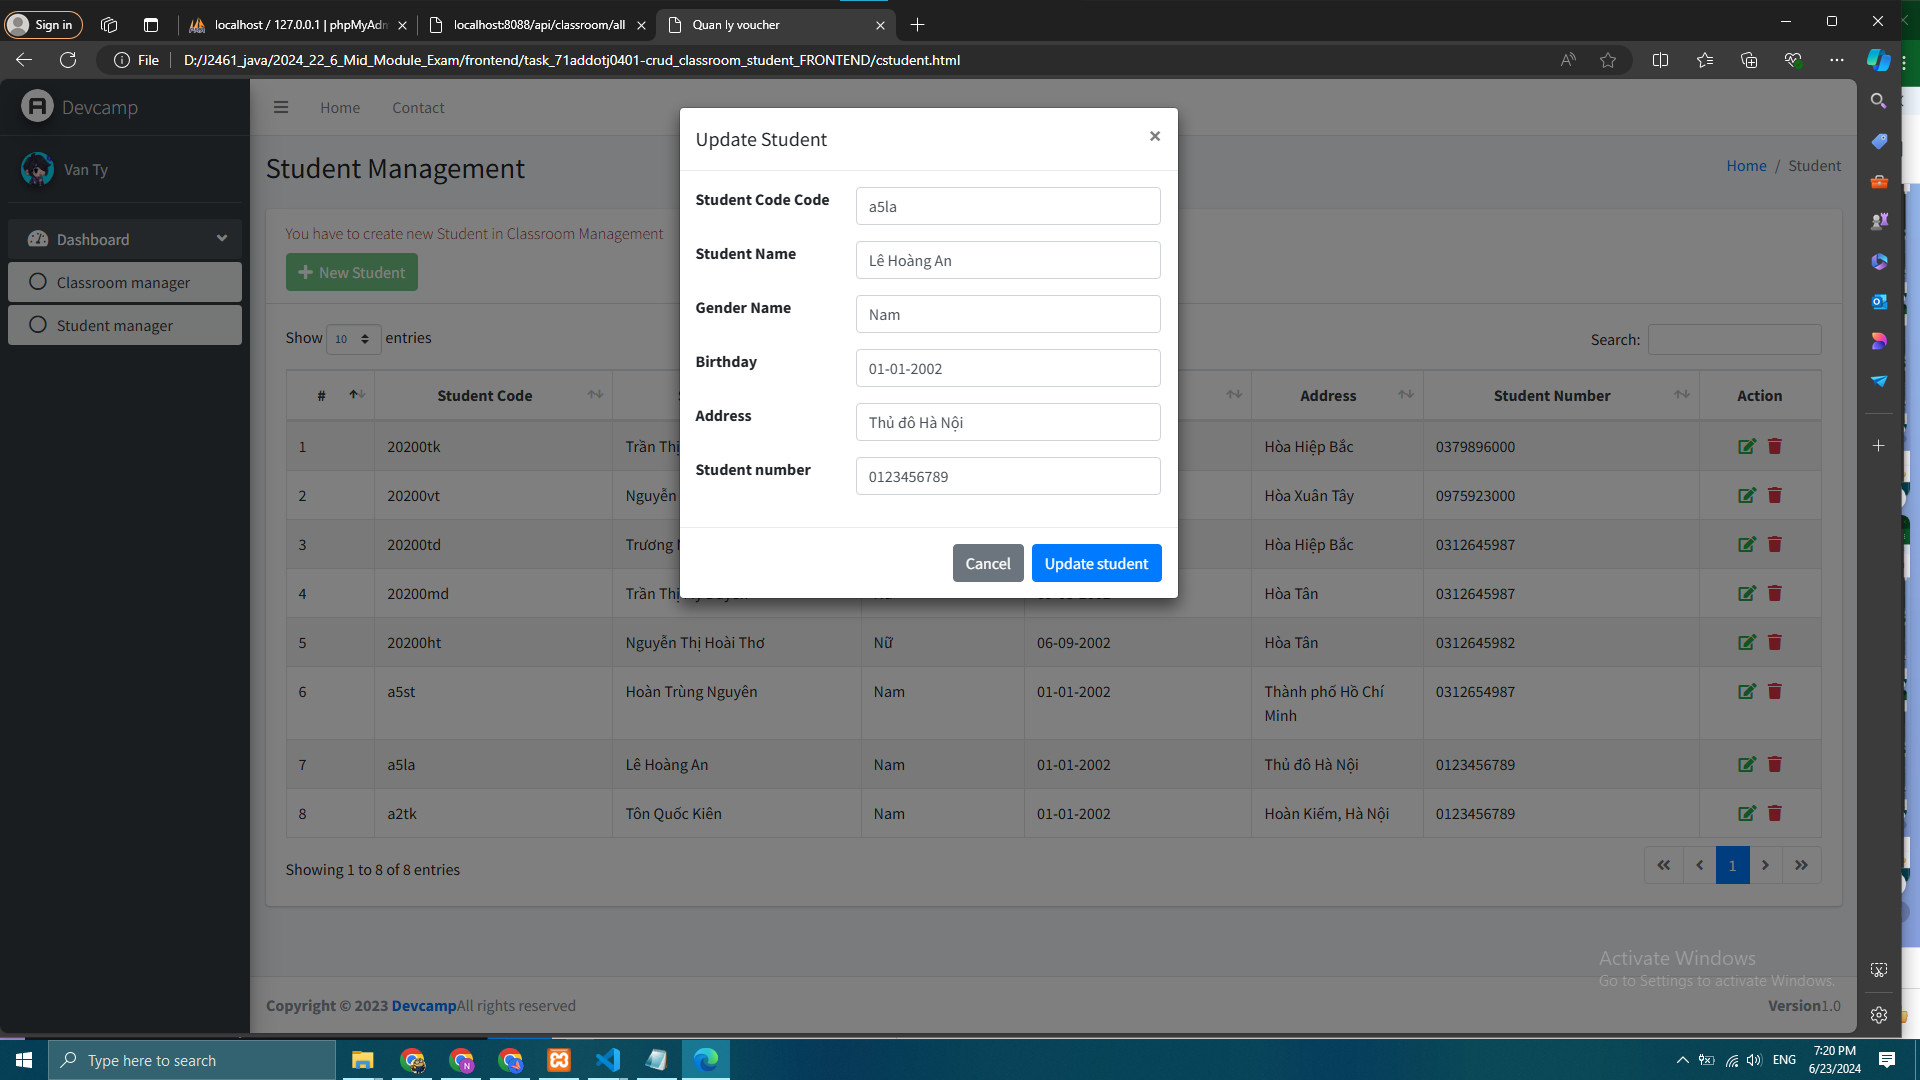 Sign in
localhost / 127.0.0.1 | phpMyAdm
localhost:8088/api/classroom/all
Quan ly voucher
File
D:/J2461_java/2024_22_6_Mid_Module_Exam/frontend/task_71addotj0401-crud_classroom_student_FRONTEND/cstudent.html
Devcamp
Home
Contact
Van Ty
Dashboard
Classroom manager
Student manager
Student Management
Home / Student
You have to create new Student in Classroom Management
New Student
Show 10 entries
Search:
# Student Code Address Student Number Action
1 20200tk Trần Thị Hòa Hiệp Bắc 0379896000
2 20200vt Nguyễn Hòa Xuân Tây 0975923000
3 20200td Trương Hòa Hiệp Bắc 0312645987
4 20200md Trần Thị Hòa Tân 0312645987
5 20200ht Nguyễn Thị Hoài Thơ Nữ 06-09-2002 Hòa Tân 0312645982
6 a5st Hoàn Trùng Nguyên Nam 01-01-2002 Thành phố Hồ Chí Minh 0312654987
7 a5la Lê Hoàng An Nam 01-01-2002 Thủ đô Hà Nội 0123456789
8 a2tk Tôn Quốc Kiên Nam 01-01-2002 Hoàn Kiếm, Hà Nội 0123456789
Showing 1 to 8 of 8 entries
« ‹ 1 › »
Update Student
×
Student Code Code a5la
Student Name Lê Hoàng An
Gender Name Nam
Birthday 01-01-2002
Address Thủ đô Hà Nội
Student number 0123456789
Cancel
Update student
Activate Windows
Go to Settings to activate Windows.
Copyright © 2023 DevcampAll rights reserved
Version1.0
Type here to search
ENG
7:20 PM
6/23/2024